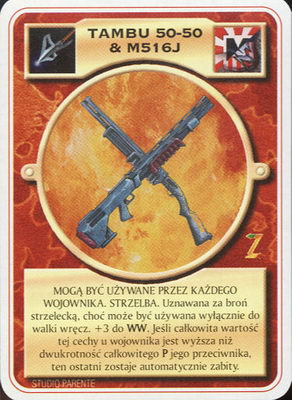 TAMBU 50-50
& M516J
MOGĄ BYĆ UŻYWANE PRZEZ KAŻDEGO
WOJOWNIKA. STRZELBA. Uznawana za broń
strzelecką, choć może być używana wyłącznie do
walki wręcz. +3 do WW. Jeśli całkowita wartość
tej cechy u wojownika jest wyższa niż
dwukrotność całkowitego P jego przeciwnika,
ten ostatni zostaje automatycznie zabity.
STUDIO PARENTE